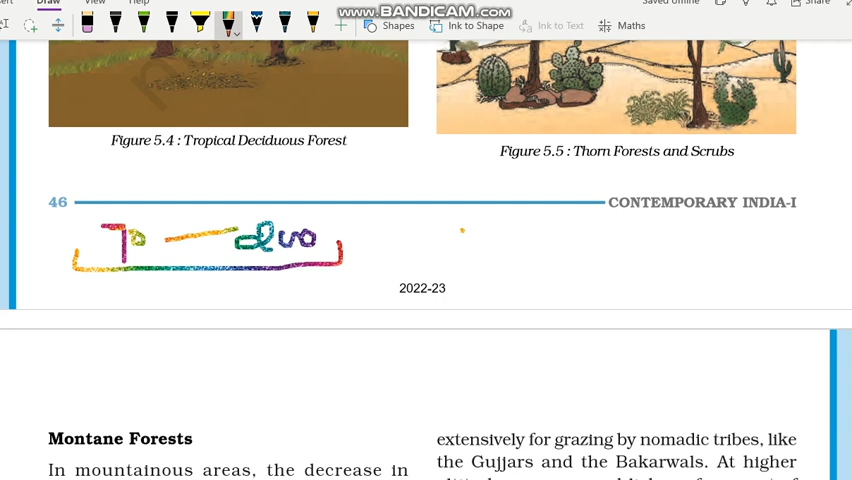 Draw View Help Saved offline Share
www.BANDICAM.com
Shapes Ink to Shape Ink to Text Maths
Figure 5.4 : Tropical Deciduous Forest
Figure 5.5 : Thorn Forests and Scrubs
46 CONTEMPORARY INDIA-I
2022-23
Montane Forests
In mountainous areas, the decrease in
extensively for grazing by nomadic tribes, like
the Gujjars and the Bakarwals. At higher